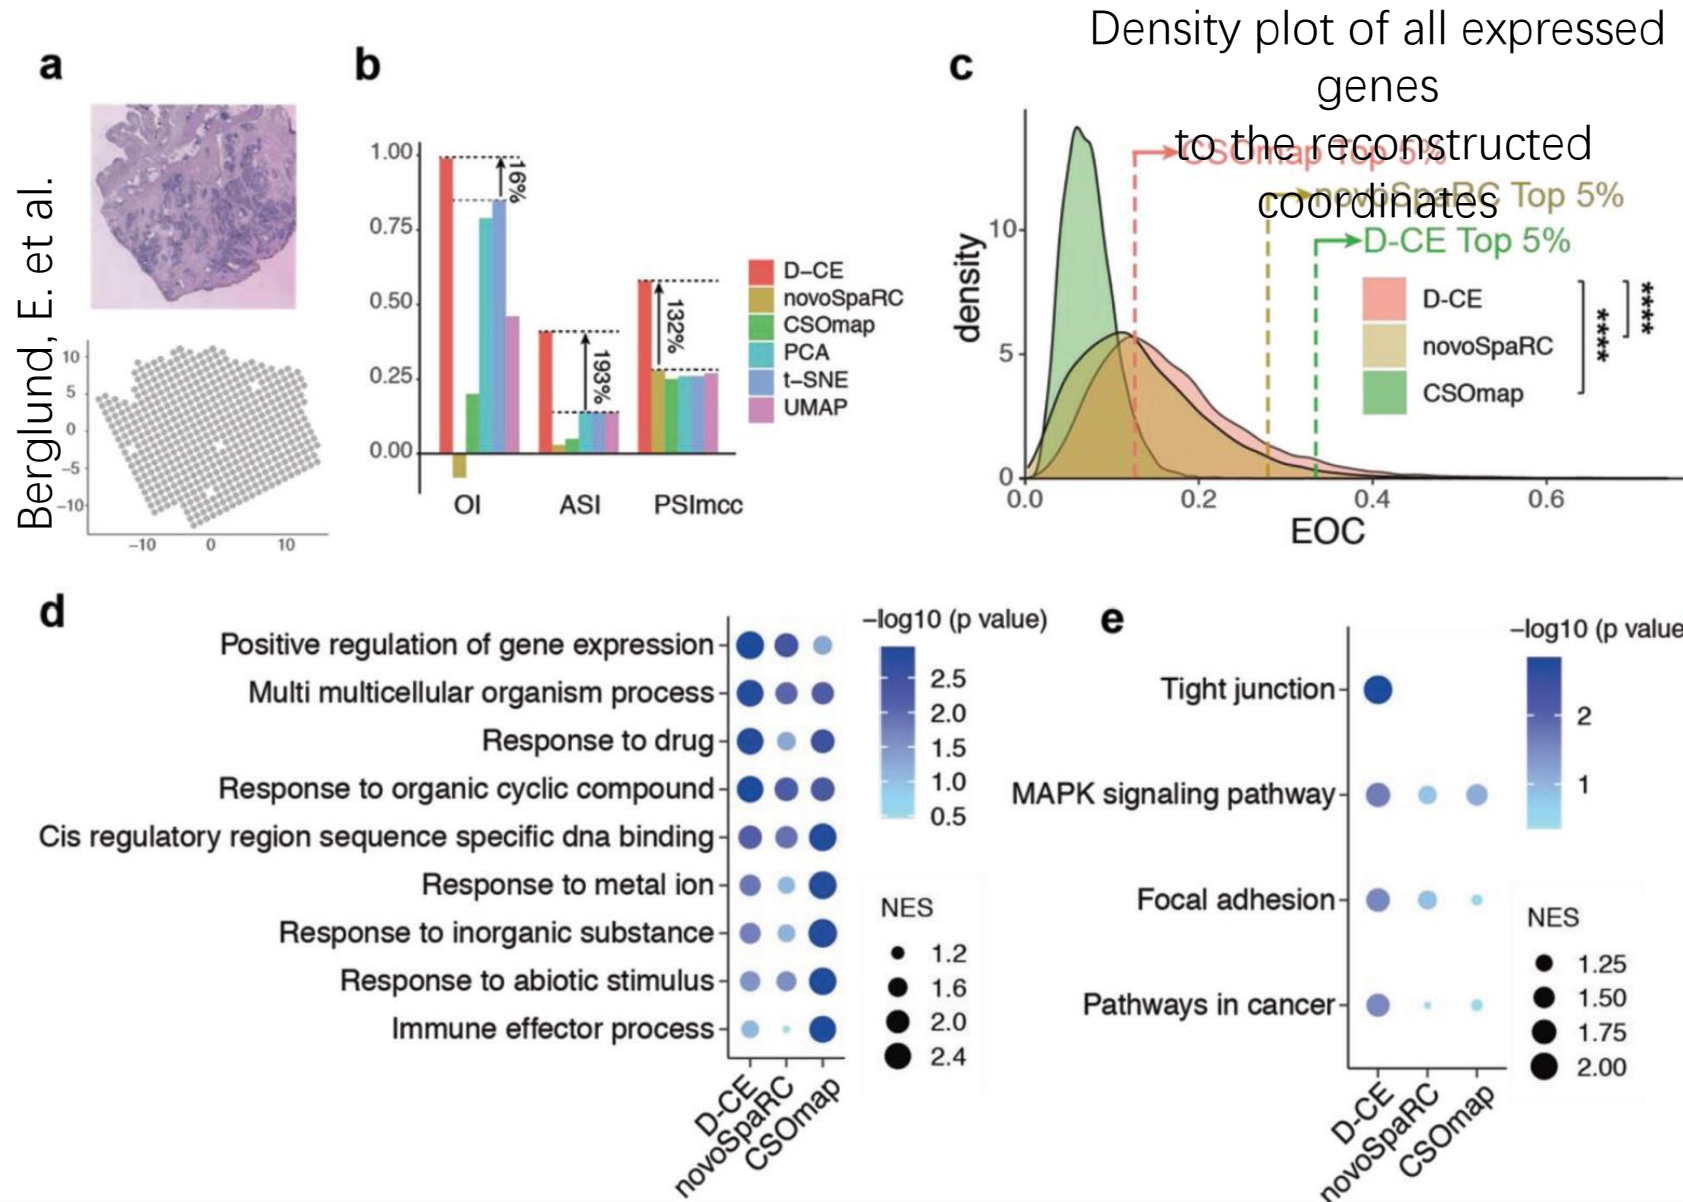 Density plot of all expressed
genes
to the reconstructed
coordinates
a
Berglund, E. et al.
10
5
0
−5
−10
−10
0
10
b
1.00
0.75
0.50
0.25
0.00
16%
193%
132%
OI
ASI
PSImcc
D−CE
novoSpaRC
CSOmap
PCA
t−SNE
UMAP
c
density
10
5
0
0.0
0.2
0.4
0.6
EOC
CSOmap Top 5%
novoSpaRC Top 5%
D-CE Top 5%
D-CE
novoSpaRC
CSOmap
****
****
d
Positive regulation of gene expression
Multi multicellular organism process
Response to drug
Response to organic cyclic compound
Cis regulatory region sequence specific dna binding
Response to metal ion
Response to inorganic substance
Response to abiotic stimulus
Immune effector process
D-CE
novoSpaRC
CSOmap
−log10 (p value)
2.5
2.0
1.5
1.0
0.5
NES
1.2
1.6
2.0
2.4
e
Tight junction
MAPK signaling pathway
Focal adhesion
Pathways in cancer
D-CE
novoSpaRC
CSOmap
−log10 (p value
2
1
NES
1.25
1.50
1.75
2.00